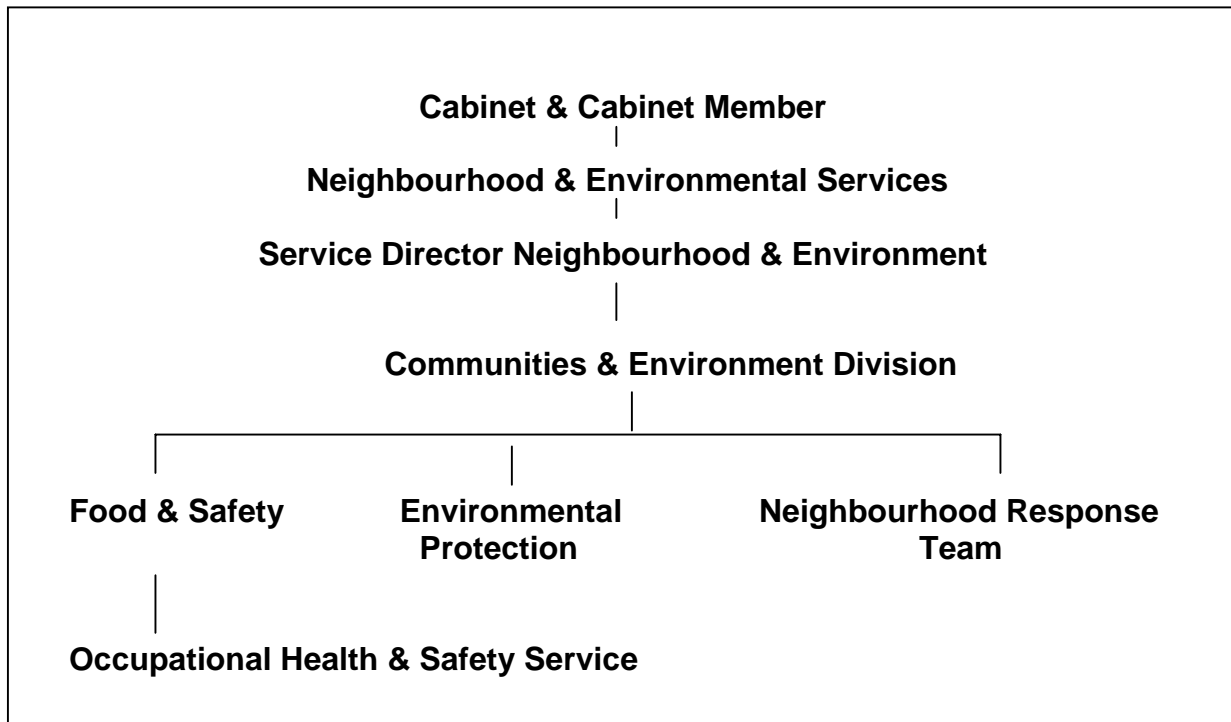 Cabinet & Cabinet Member
Neighbourhood & Environmental Services
Service Director Neighbourhood & Environment
Communities & Environment Division
Food & Safety
Environmental
Protection
Neighbourhood Response
Team
Occupational Health & Safety Service